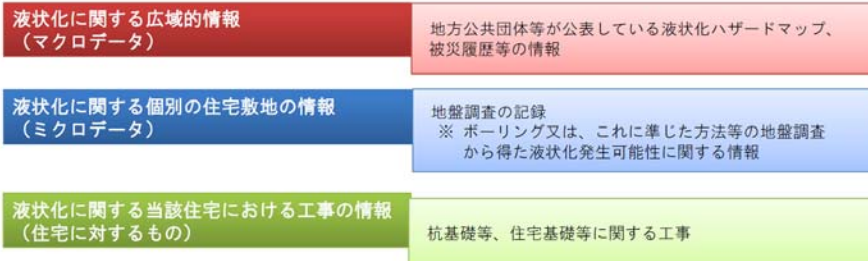 液状化に関する広域的情報
（マクロデータ）
地方公共団体等が公表している液状化ハザードマップ、
被災履歴等の情報
液状化に関する個別の住宅敷地の情報
（ミクロデータ）
地盤調査の記録
※ ボーリング又は、これに準じた方法等の地盤調査
から得た液状化発生可能性に関する情報
液状化に関する当該住宅における工事の情報
（住宅に対するもの）
杭基礎等、住宅基礎等に関する工事